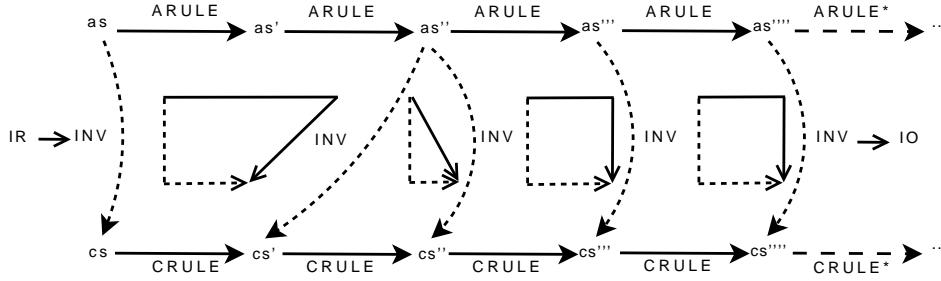 ARULE ARULE ARULE ARULE ARULE*
as as' as'' as''' as'''' ..
IR INV INV INV INV INV IO
cs cs' cs'' cs''' cs'''' ..
CRULE CRULE CRULE CRULE CRULE*